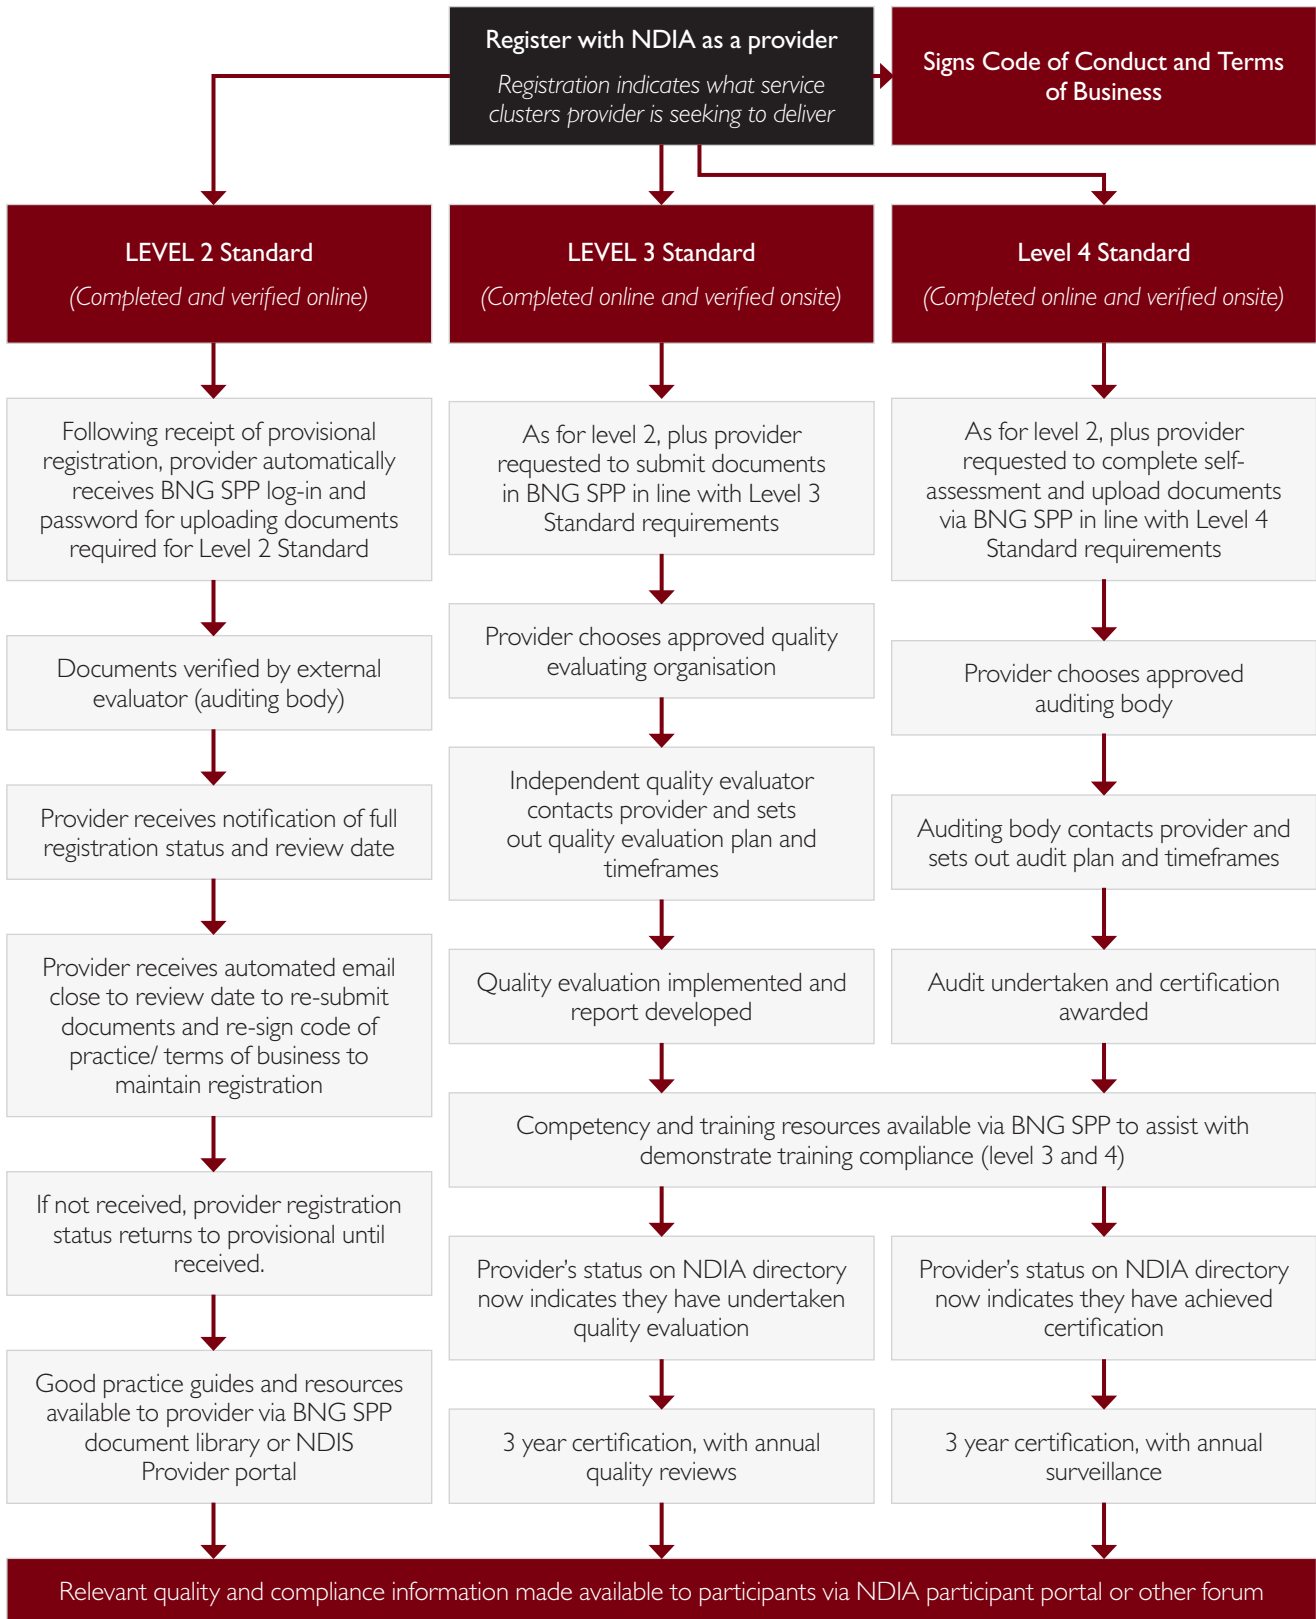 Register with NDIA as a provider
Registration indicates what service
clusters provider is seeking to deliver
Signs Code of Conduct and Terms
of Business
LEVEL 2 Standard
(Completed and verified online)
Following receipt of provisional
registration, provider automatically
receives BNG SPP log-in and
password for uploading documents
required for Level 2 Standard
Documents verified by external
evaluator (auditing body)
Provider receives notification of full
registration status and review date
Provider receives automated email
close to review date to re-submit
documents and re-sign code of
practice/ terms of business to
maintain registration
If not received, provider registration
status returns to provisional until
received.
Good practice guides and resources
available to provider via BNG SPP
document library or NDIS
Provider portal
LEVEL 3 Standard
(Completed online and verified onsite)
As for level 2, plus provider
requested to submit documents
in BNG SPP in line with Level 3
Standard requirements
Provider chooses approved quality
evaluating organisation
Independent quality evaluator
contacts provider and sets
out quality evaluation plan and
timeframes
Quality evaluation implemented and
report developed
Level 4 Standard
(Completed online and verified onsite)
As for level 2, plus provider
requested to complete self-
assessment and upload documents
via BNG SPP in line with Level 4
Standard requirements
Provider chooses approved
auditing body
Auditing body contacts provider and
sets out audit plan and timeframes
Audit undertaken and certification
awarded
Competency and training resources available via BNG SPP to assist with
demonstrate training compliance (level 3 and 4)
Provider's status on NDIA directory
now indicates they have undertaken
quality evaluation
3 year certification, with annual
quality reviews
Provider's status on NDIA directory
now indicates they have achieved
certification
3 year certification, with annual
surveillance
Relevant quality and compliance information made available to participants via NDIA participant portal or other forum